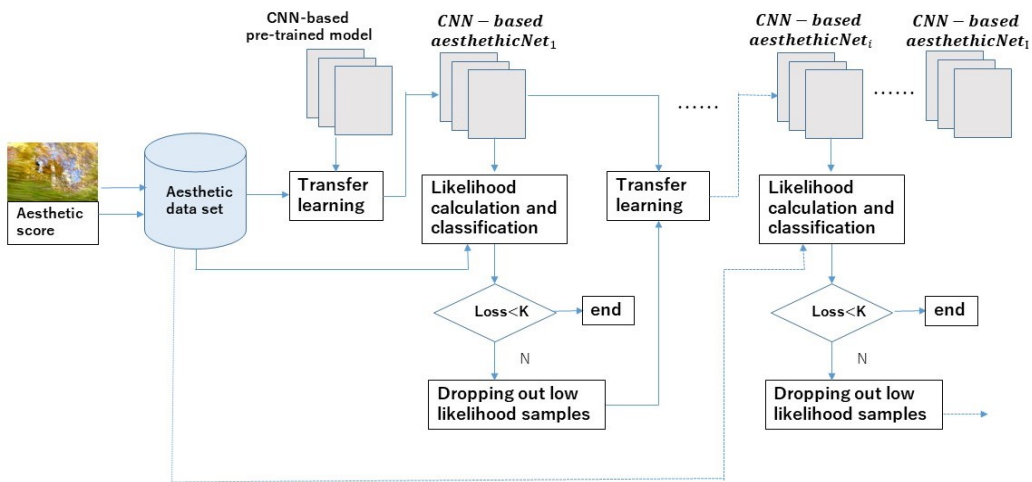 CNN-based
pre-trained model
CNN – based
aesthethicNet₁
CNN – based
aesthethicNetᵢ
CNN – based
aesthethicNetI
......
......
Aesthetic
score
Aesthetic
data set
Transfer
learning
Likelihood
calculation and
classification
Transfer
learning
Likelihood
calculation and
classification
Loss<K
end
Loss<K
end
N
N
Dropping out low
likelihood samples
Dropping out low
likelihood samples